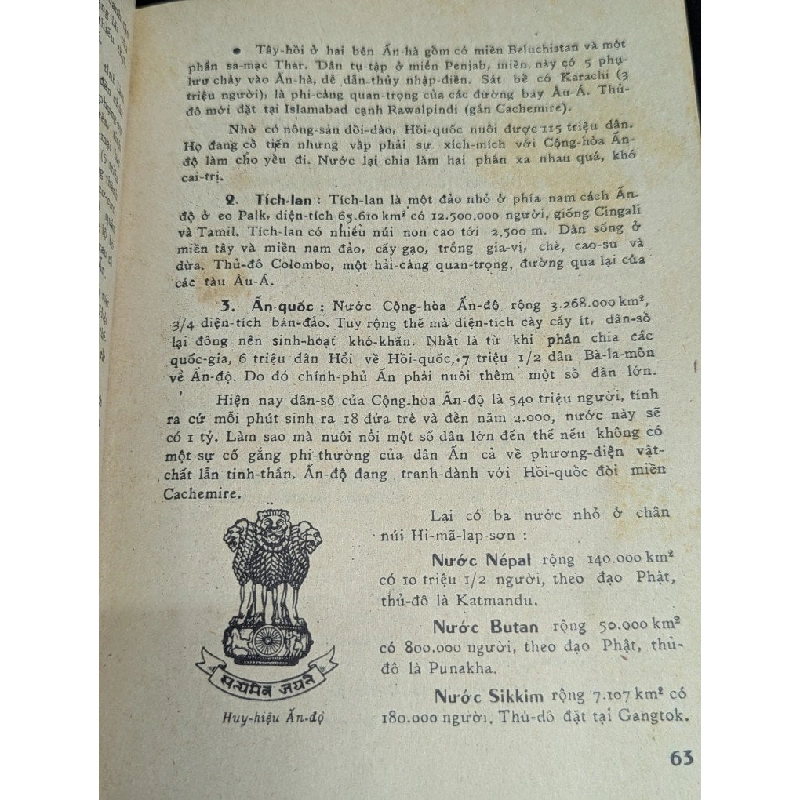 ● Tây-hồi ở hai bên Ấn-hà gồm có miền Beluchistan và một
phần sa-mạc Thar. Dân tụ tập ở miền Penjab, miền này có 5 phụ-
lưu chảy vào Ấn-hà, dễ dẫn-thủy nhập-điền. Sát bể có Karachi (3
triệu người), là phi-cảng quan-trọng của các đường bay Âu-Á. Thủ-
đô mới đặt tại Islamabad cạnh Rawalpindi (gần Cachemire).
Nhờ có nông-sản dồi-dào, Hồi-quốc nuôi được 115 triệu dân.
Họ đang cố tiến nhưng vấp phải sự xích-mích với Cộng-hòa Ấn-
độ làm cho yếu đi. Nước lại chia làm hai phần xa nhau quá, khó
cai-trị.
2. Tích-lan : Tích-lan là một đảo nhỏ ở phía nam cách Ấn-
độ ở eo Palk, diện-tích 65.610 km² có 12.500.000 người, giống Cingali
và Tamil. Tích-lan có nhiều núi non cao tới 2.500 m. Dân sống ở
miền tây và miền nam đảo, cấy gạo, trồng gia-vị, chè, cao-su và
dừa. Thủ-đô Colombo, một hải-cảng quan-trọng, đường qua lại của
các tàu Âu-Á.
3. Ấn-quốc : Nước Cộng-hòa Ấn-độ rộng 3.268.000 km²,
3/4 diện-tích bán-đảo. Tuy rộng thế mà diện-tích cày cấy ít, dân-số
lại đông nên sinh-hoạt khó-khăn. Nhất là từ khi phân chia các
quốc-gia, 6 triệu dân Hồi về Hồi-quốc, 7 triệu 1/2 dân Bà-la-môn
về Ấn-độ. Do đó chính-phủ Ấn phải nuôi thêm một số dân lớn.
Hiện nay dân-số của Cộng-hòa Ấn-độ là 540 triệu người, tính
ra cứ mỗi phút sinh ra 18 đứa trẻ và đến năm 2.000, nước này sẽ
có 1 tỷ. Làm sao mà nuôi nổi một số dân lớn đến thế nếu không có
một sự cố gắng phi-thường của dân Ấn cả về phương-diện vật-
chất lẫn tinh-thần. Ấn-độ đang tranh-dành với Hồi-quốc đòi miền
Cachemire.
Lại có ba nước nhỏ ở chân
núi Hi-mã-lạp-sơn :
Nước Népal rộng 140.000 km²
có 10 triệu 1/2 người, theo đạo Phật,
thủ-đô là Katmandu.
Nước Butan rộng 50.000 km²
có 800.000 người, theo đạo Phật, thủ-
đô là Punakha.
Nước Sikkim rộng 7.107 km² có
180.000 người. Thủ-đô đặt tại Gangtok.
सत्यमेव जयते
Huy-hiệu Ấn-độ
63